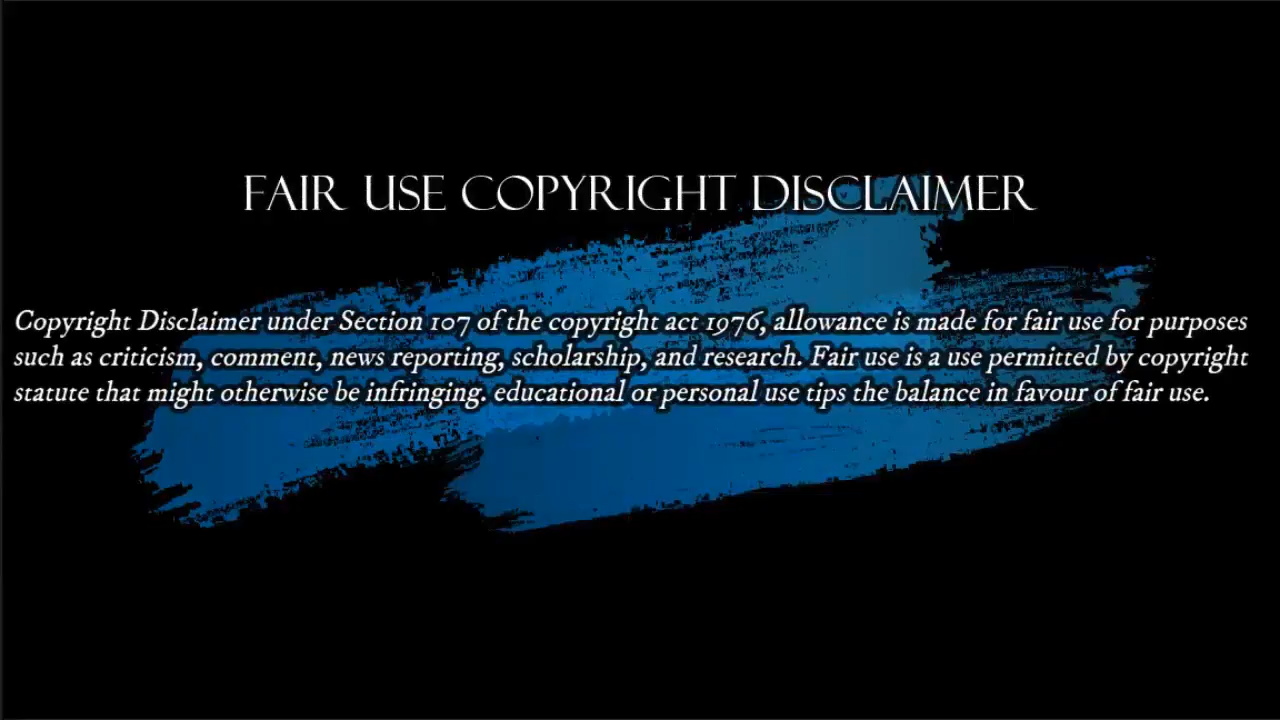 FAIR USE COPYRIGHT DISCLAIMER
Copyright Disclaimer under Section 107 of the copyright act 1976, allowance is made for fair use for purposes
such as criticism, comment, news reporting, scholarship, and research. Fair use is a use permitted by copyright
statute that might otherwise be infringing. educational or personal use tips the balance in favour of fair use.